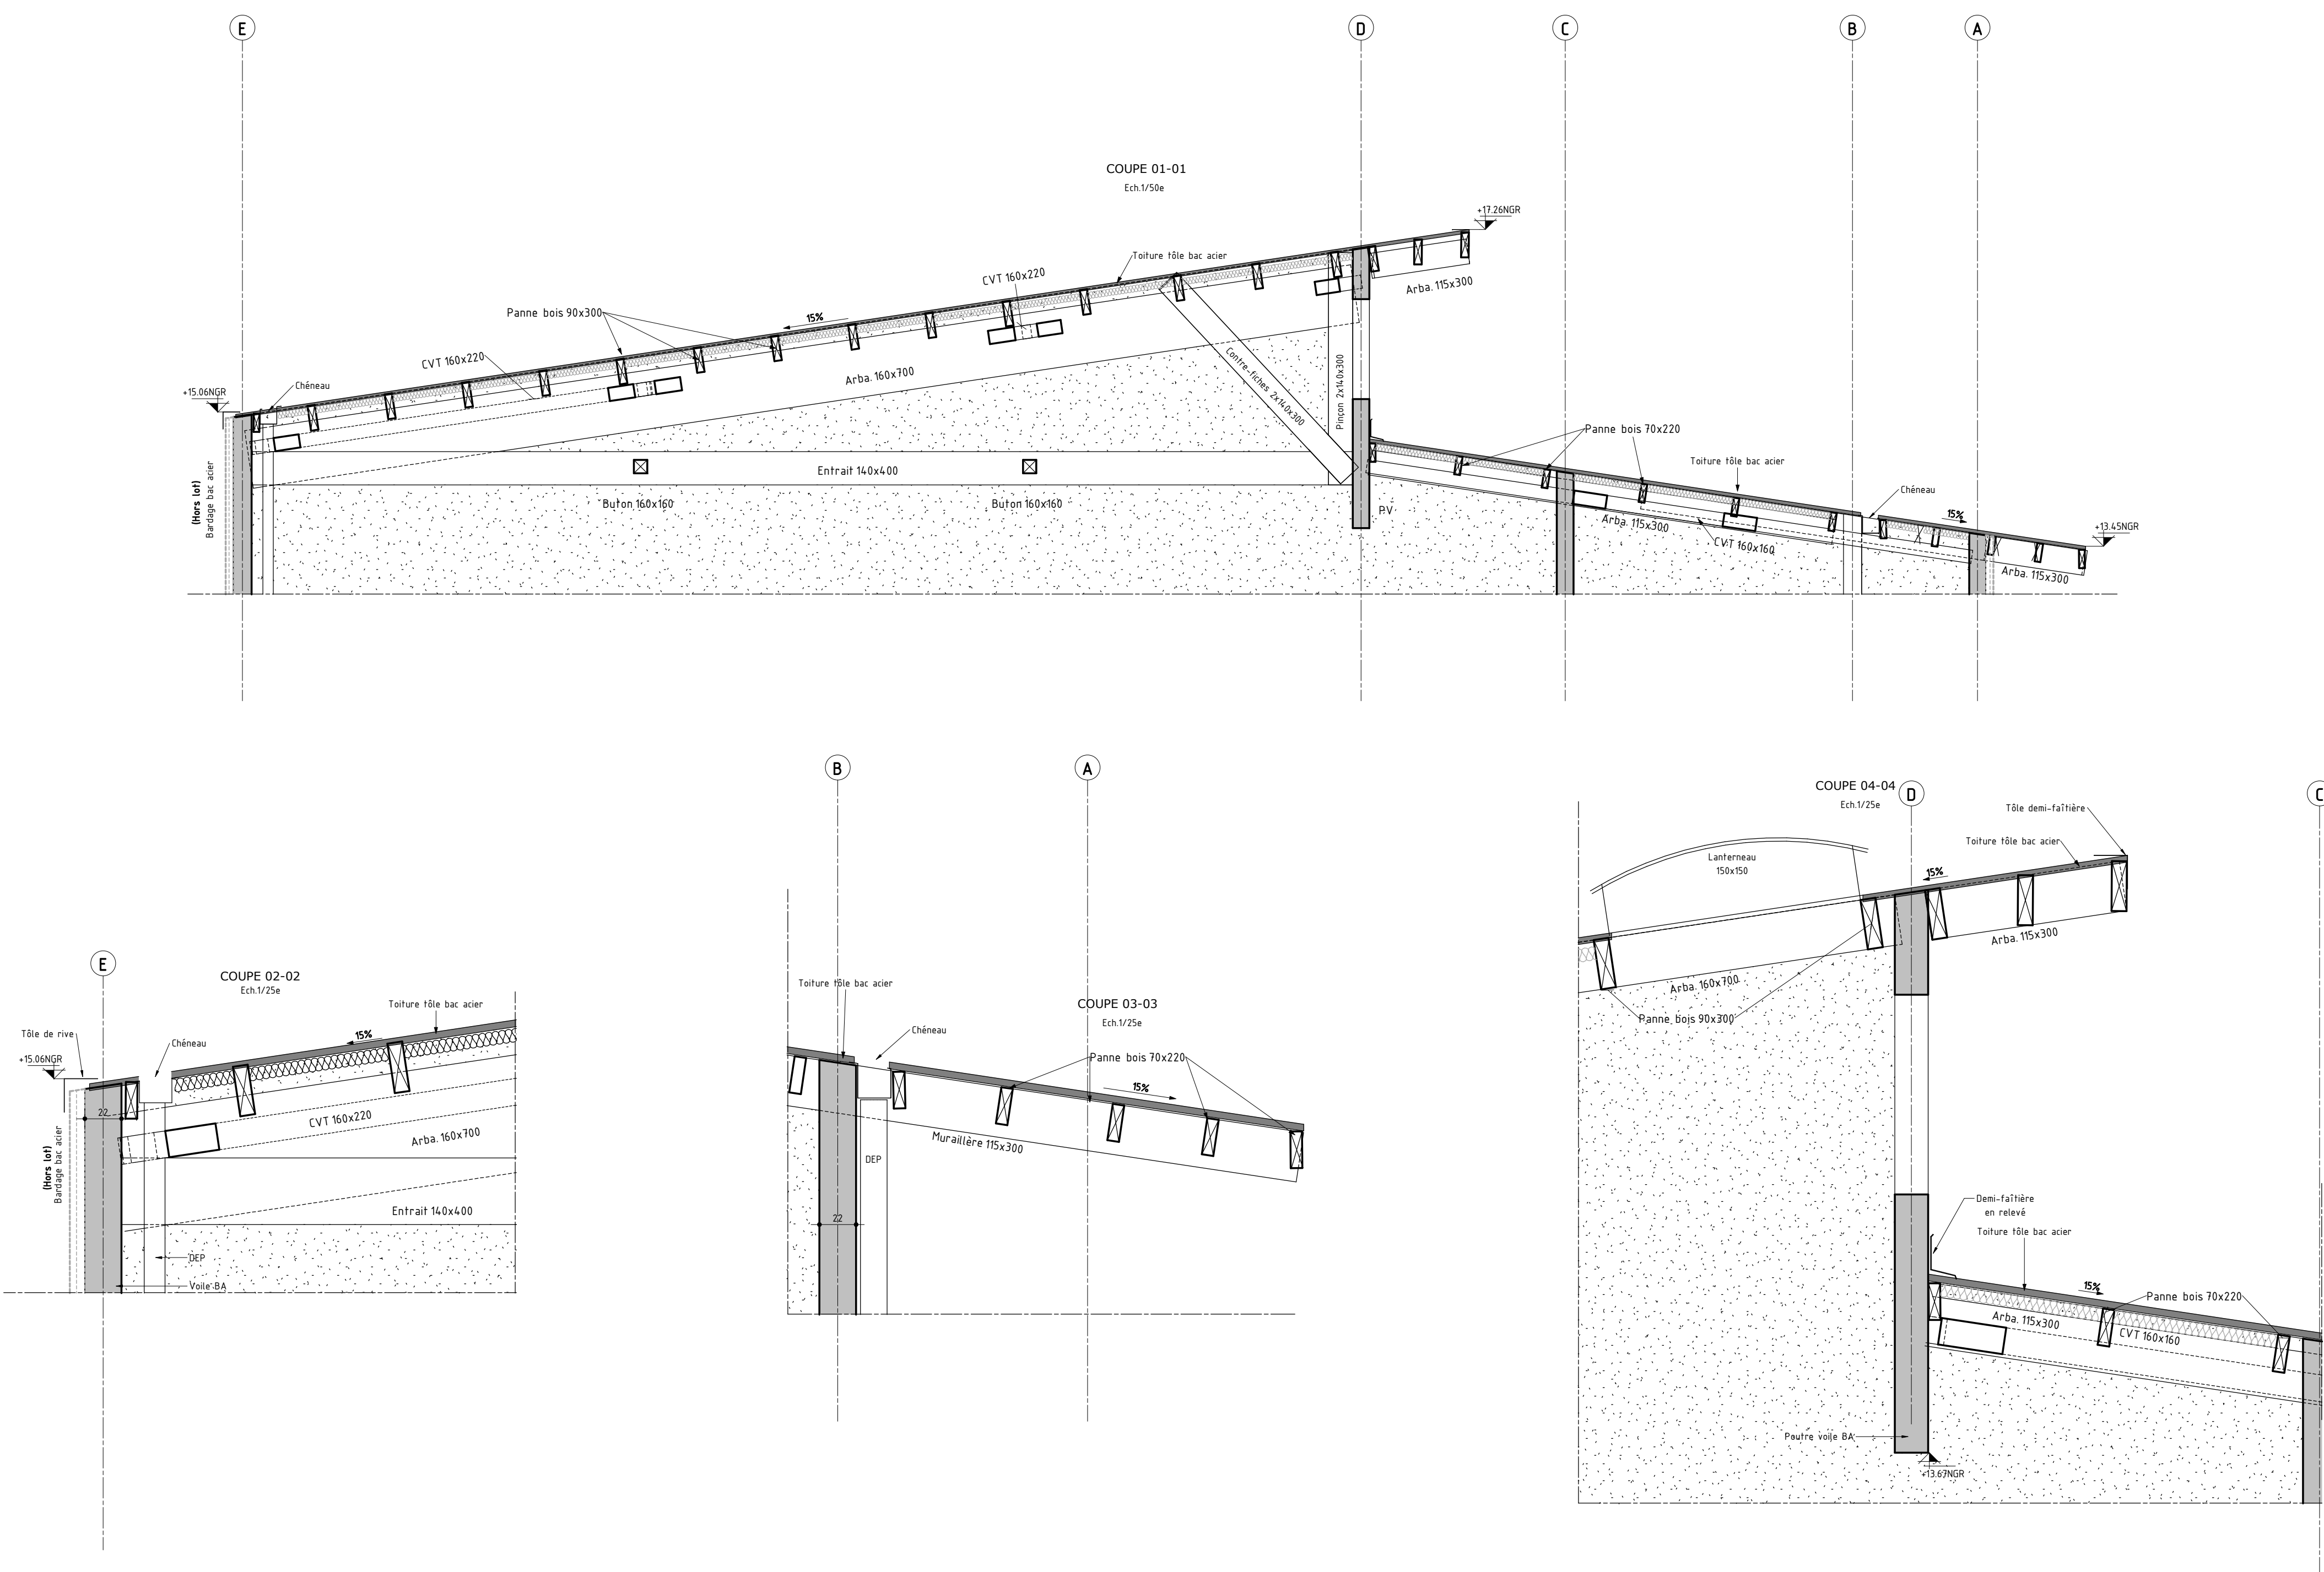 E
D
C
B
A
COUPE 01-01
Ech.1/50e
+17.26NGR
Toiture tôle bac acier
CVT 160x220
Arba. 115x300
Panne bois 90x300
15%
CVT 160x220
Chéneau
+15.06NGR
Arba. 160x700
Contre-fiches 2x140x300
Pinçon 2x140x300
(Hors lot)
Bardage bac acier
Entrait 140x400
Buton 160x160
Buton 160x160
P.V
Panne bois 70x220
Toiture tôle bac acier
Chéneau
15%
+13.45NGR
Arba. 115x300
CVT 160x160
Arba. 115x300
E
COUPE 02-02
Ech.1/25e
Toiture tôle bac acier
Tôle de rive
Chéneau
15%
+15.06NGR
22
CVT 160x220
Arba. 160x700
(Hors lot)
Bardage bac acier
Entrait 140x400
DEP
Voile BA
B
A
Toiture tôle bac acier
COUPE 03-03
Ech.1/25e
Chéneau
Panne bois 70x220
15%
Muraillère 115x300
DEP
22
COUPE 04-04
Ech.1/25e
D
C
Tôle demi-faîtière
Toiture tôle bac acier
Lanterneau
150x150
15%
Arba. 115x300
Arba. 160x700
Panne bois 90x300
Demi-faîtière
en relevé
Toiture tôle bac acier
15%
Panne bois 70x220
Arba. 115x300
CVT 160x160
Poutre voile BA
+13.67NGR